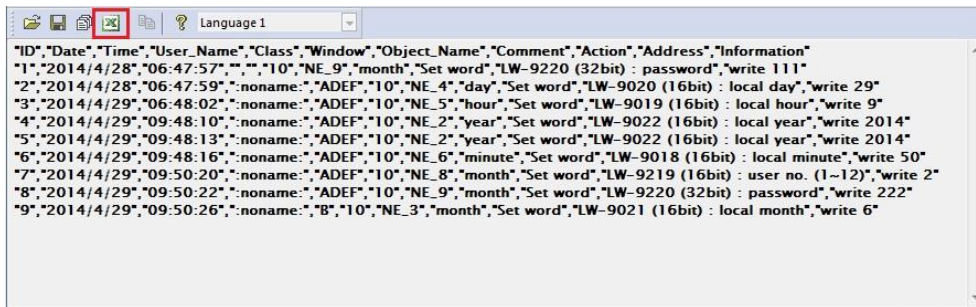 Language 1
"ID","Date","Time","User_Name","Class","Window","Object_Name","Comment","Action","Address","Information"
"1","2014/4/28","06:47:57","","","10","NE_9","month","Set word","LW-9220 (32bit) : password","write 111"
"2","2014/4/28","06:47:59",":noname:","ADEF","10","NE_4","day","Set word","LW-9020 (16bit) : local day","write 29"
"3","2014/4/29","06:48:02",":noname:","ADEF","10","NE_5","hour","Set word","LW-9019 (16bit) : local hour","write 9"
"4","2014/4/29","09:48:10",":noname:","ADEF","10","NE_2","year","Set word","LW-9022 (16bit) : local year","write 2014"
"5","2014/4/29","09:48:13",":noname:","ADEF","10","NE_2","year","Set word","LW-9022 (16bit) : local year","write 2014"
"6","2014/4/29","09:48:16",":noname:","ADEF","10","NE_6","minute","Set word","LW-9018 (16bit) : local minute","write 50"
"7","2014/4/29","09:50:20",":noname:","ADEF","10","NE_8","month","Set word","LW-9219 (16bit) : user no. (1~12)","write 2"
"8","2014/4/29","09:50:22",":noname:","ADEF","10","NE_9","month","Set word","LW-9220 (32bit) : password","write 222"
"9","2014/4/29","09:50:26",":noname:","B","10","NE_3","month","Set word","LW-9021 (16bit) : local month","write 6"